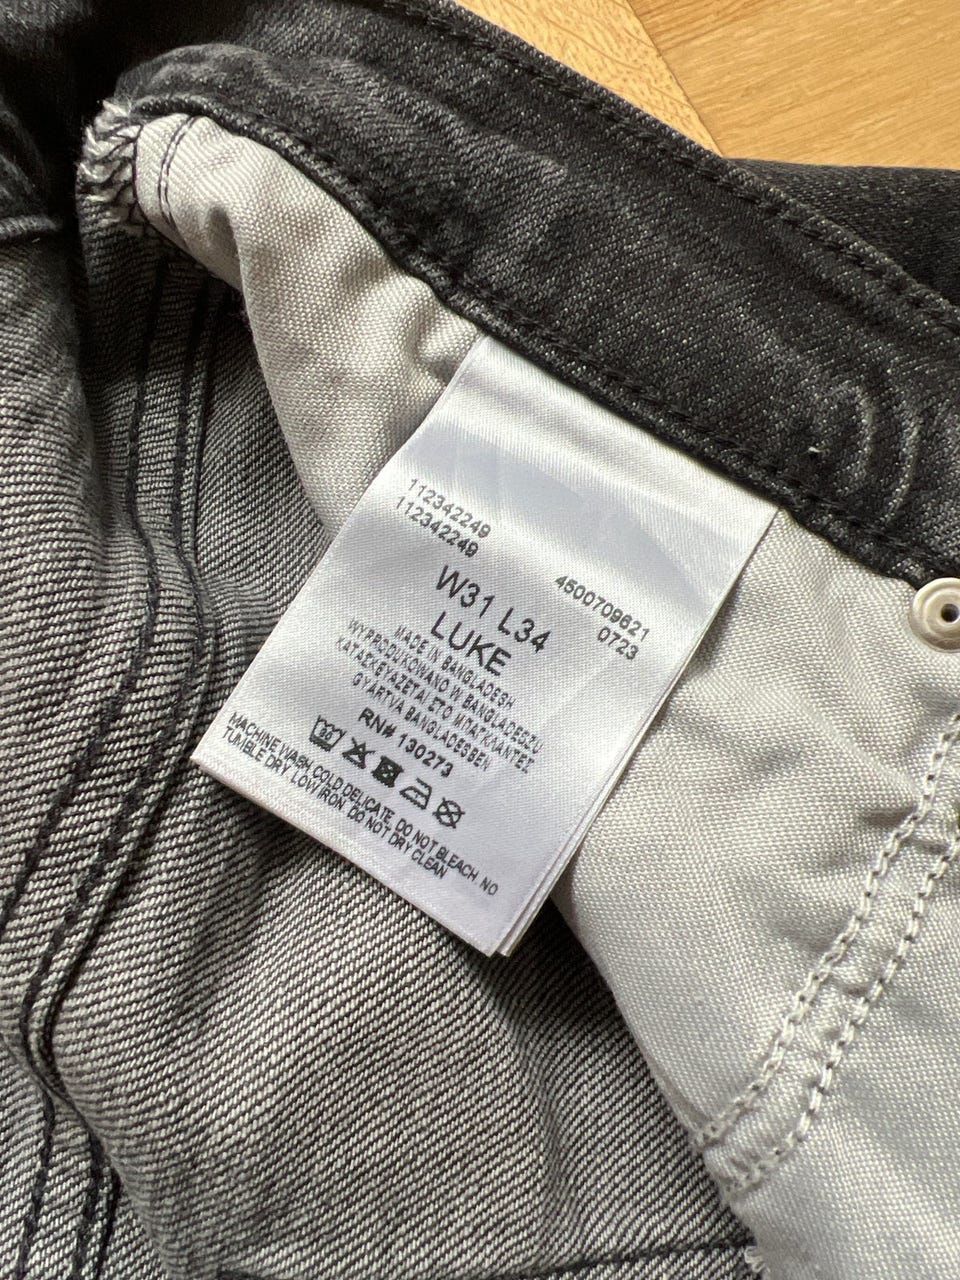 112342249
112342249
4500709621
0723
W31 L34
LUKE
MADE IN BANGLADESH
WYPRODUKOWANO W BANGLADESZU
ΚΑΤΑΣΚΕΥΑΖΕΤΑΙ ΣΤΟ ΜΠΑΓΚΛΑΝΤΕΣ
GYÁRTVA BANGLADESBEN
RN# 130273
MACHINE WASH COLD DELICATE. DO NOT BLEACH. NO
TUMBLE DRY. LOW IRON. DO NOT DRY CLEAN